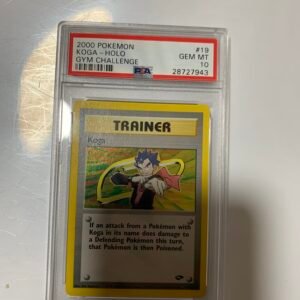 2000 POKEMON #19
KOGA - HOLO GEM MT
GYM CHALLENGE 10
PSA 28727943
TRAINER
Koga
If an attack from a Pokémon with
Koga in its name does damage to
a Defending Pokémon this turn,
that Pokémon is then Poisoned.